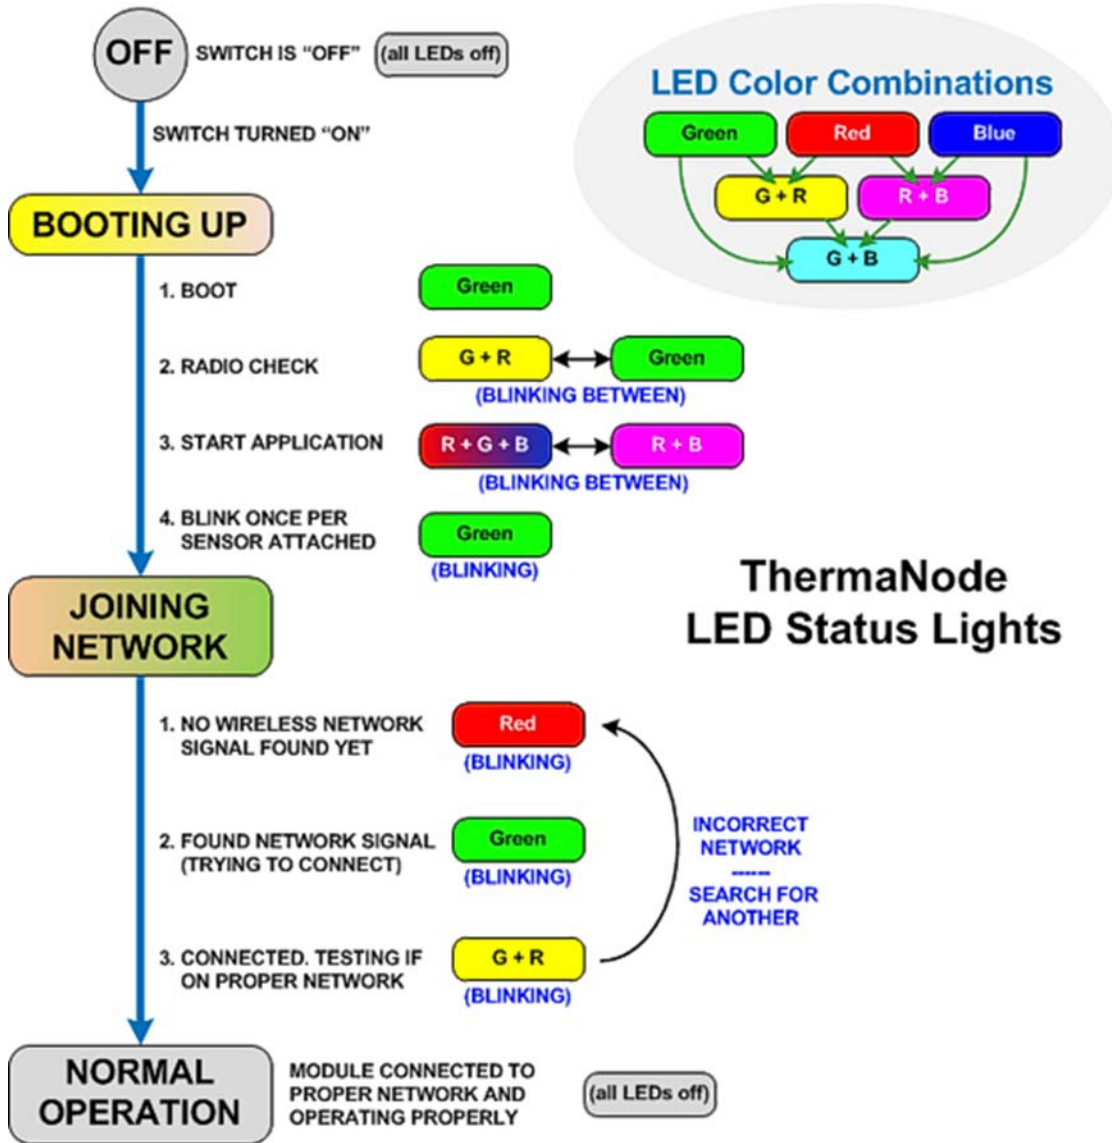 OFF
SWITCH IS “OFF”
(all LEDs off)
SWITCH TURNED “ON”
LED Color Combinations
Green
Red
Blue
G + R
R + B
G + B
BOOTING UP
1. BOOT
Green
2. RADIO CHECK
G + R
Green
(BLINKING BETWEEN)
3. START APPLICATION
R + G + B
R + B
(BLINKING BETWEEN)
4. BLINK ONCE PER
SENSOR ATTACHED
Green
(BLINKING)
ThermaNode
LED Status Lights
JOINING
NETWORK
1. NO WIRELESS NETWORK
SIGNAL FOUND YET
Red
(BLINKING)
2. FOUND NETWORK SIGNAL
(TRYING TO CONNECT)
Green
(BLINKING)
INCORRECT
NETWORK
------
SEARCH FOR
ANOTHER
3. CONNECTED. TESTING IF
ON PROPER NETWORK
G + R
(BLINKING)
NORMAL
OPERATION
MODULE CONNECTED TO
PROPER NETWORK AND
OPERATING PROPERLY
(all LEDs off)